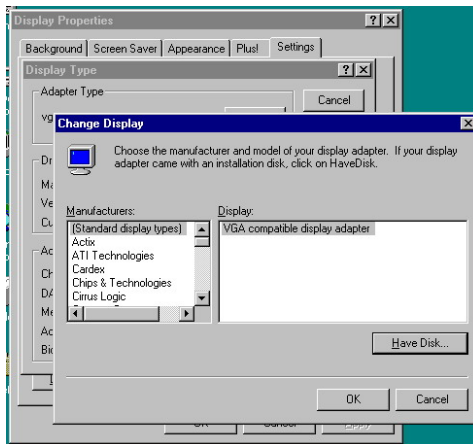 Display Properties
Background
Screen Saver
Appearance
Plus!
Settings
Display Type
Adapter Type
Cancel
Change Display
Choose the manufacturer and model of your display adapter. If your display
adapter came with an installation disk, click on HaveDisk.
Manufacturers:
Display:
(Standard display types)
Actix
ATI Technologies
Cardex
Chips & Technologies
Cirrus Logic
VGA compatible display adapter
Have Disk...
OK
Cancel